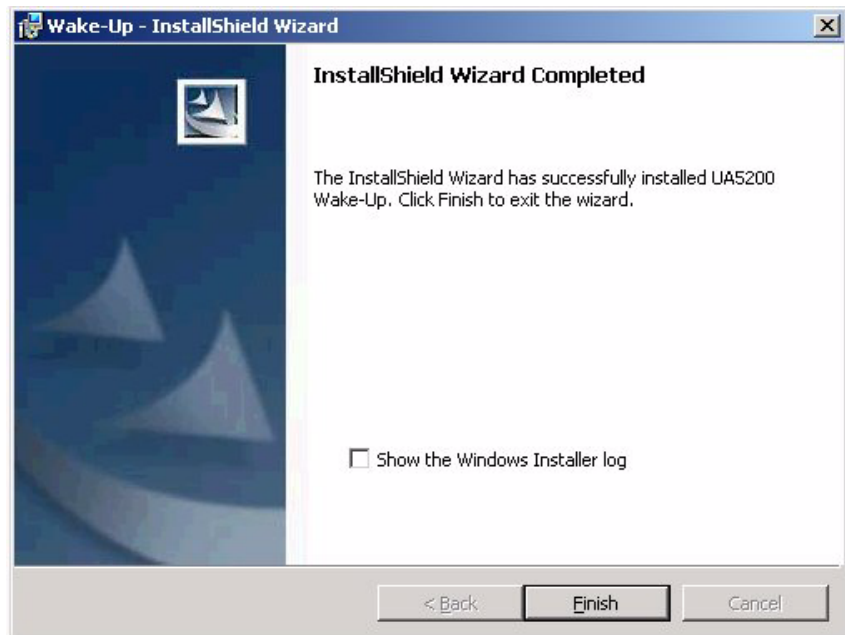 Wake-Up - InstallShield Wizard
InstallShield Wizard Completed
The InstallShield Wizard has successfully installed UA5200
Wake-Up. Click Finish to exit the wizard.
Show the Windows Installer log
< Back
Finish
Cancel